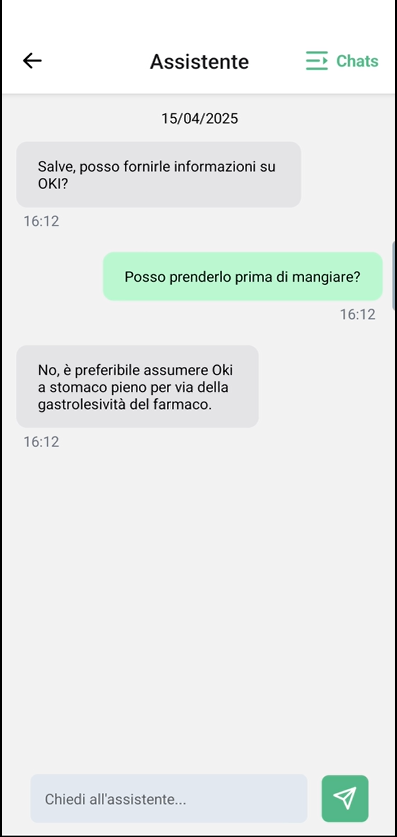 Assistente
Chats
15/04/2025
Salve, posso fornirle informazioni su
OKI?
16:12
Posso prenderlo prima di mangiare?
16:12
No, è preferibile assumere Oki
a stomaco pieno per via della
gastrolesività del farmaco.
16:12
Chiedi all'assistente...